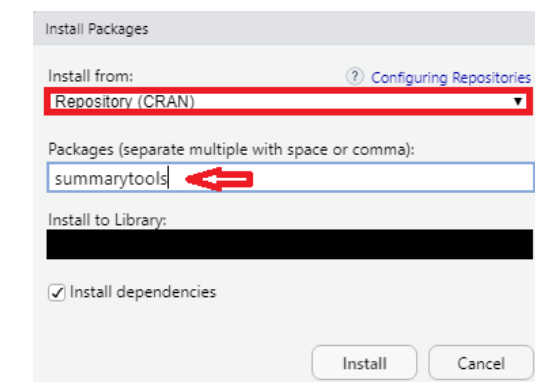 Install Packages
Install from:
? Configuring Repositories
Repository (CRAN)
Packages (separate multiple with space or comma):
summarytools
Install to Library:
Install dependencies
Install Cancel